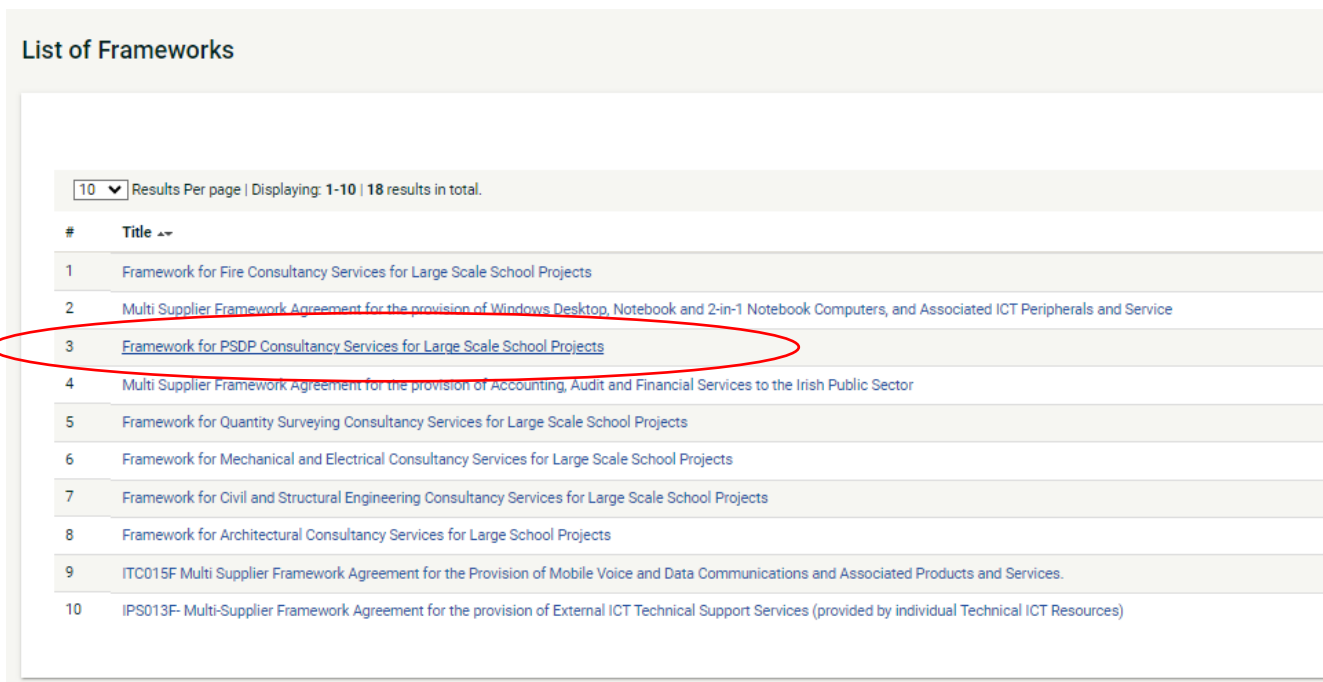 List of Frameworks
10 Results Per page | Displaying: 1-10 | 18 results in total.
# Title
1 Framework for Fire Consultancy Services for Large Scale School Projects
2 Multi Supplier Framework Agreement for the provision of Windows Desktop, Notebook and 2-in-1 Notebook Computers, and Associated ICT Peripherals and Service
3 Framework for PSDP Consultancy Services for Large Scale School Projects
4 Multi Supplier Framework Agreement for the provision of Accounting, Audit and Financial Services to the Irish Public Sector
5 Framework for Quantity Surveying Consultancy Services for Large Scale School Projects
6 Framework for Mechanical and Electrical Consultancy Services for Large Scale School Projects
7 Framework for Civil and Structural Engineering Consultancy Services for Large Scale School Projects
8 Framework for Architectural Consultancy Services for Large School Projects
9 ITC015F Multi Supplier Framework Agreement for the Provision of Mobile Voice and Data Communications and Associated Products and Services.
10 IPS013F- Multi-Supplier Framework Agreement for the provision of External ICT Technical Support Services (provided by individual Technical ICT Resources)